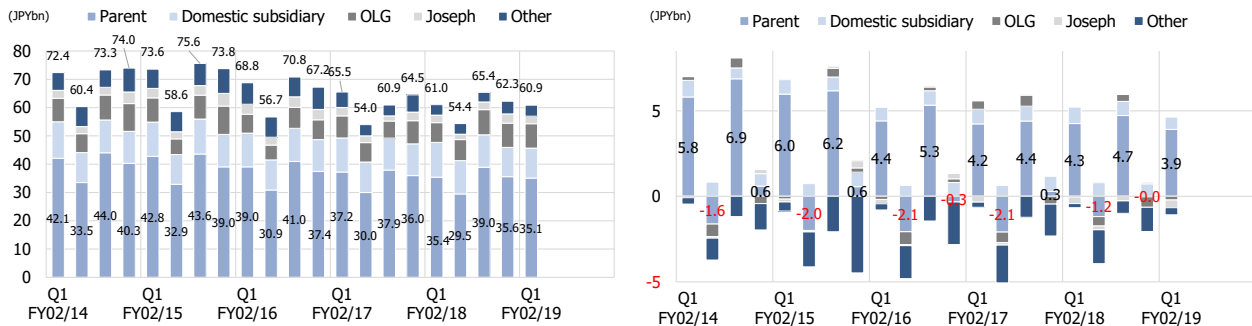 (JPYbn)
Parent Domestic subsidiary OLG Joseph Other
80
70
60
50
40
30
20
10
0
72.4 60.4 73.3 74.0 73.6 58.6 75.6 73.8 68.8 56.7 70.8 67.2 65.5 54.0 60.9 64.5 61.0 54.4 65.4 62.3 60.9
42.1 33.5 44.0 40.3 42.8 32.9 43.6 39.0 39.0 30.9 41.0 37.4 37.2 30.0 37.9 36.0 35.4 29.5 39.0 35.6 35.1
Q1 Q1 Q1 Q1 Q1 Q1
FY02/14 FY02/15 FY02/16 FY02/17 FY02/18 FY02/19
(JPYbn)
Parent Domestic subsidiary OLG Joseph Other
5
0
-5
5.8 -1.6 6.9 0.6 6.0 -2.0 6.2 0.6 4.4 -2.1 5.3 -0.3 4.2 -2.1 4.4 0.3 4.3 -1.2 4.7 -0.0 3.9
Q1 Q1 Q1 Q1 Q1 Q1
FY02/14 FY02/15 FY02/16 FY02/17 FY02/18 FY02/19